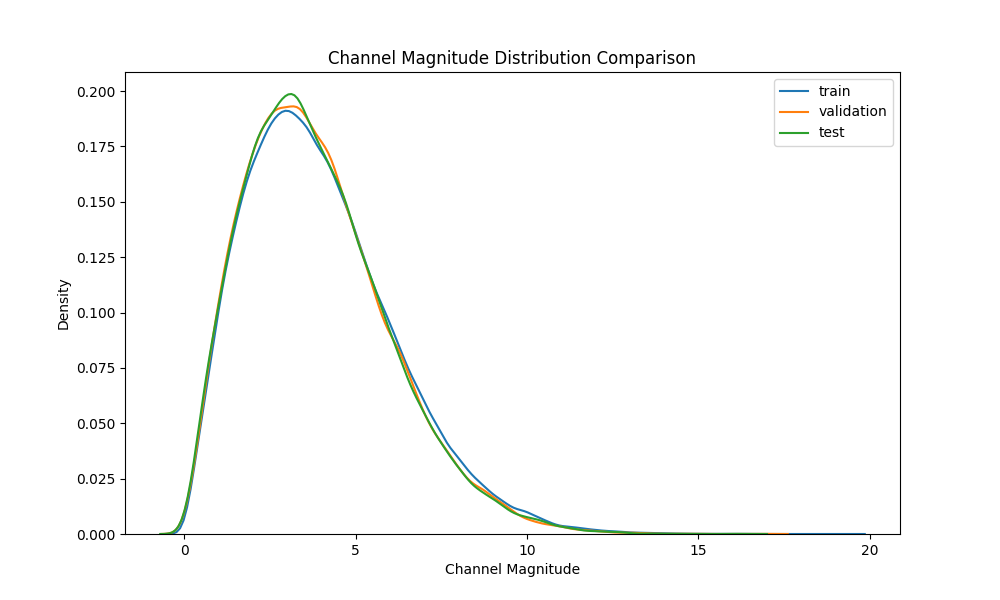 Channel Magnitude Distribution Comparison
train
validation
test
Density
0.200
0.175
0.150
0.125
0.100
0.075
0.050
0.025
0.000
0 5 10 15 20
Channel Magnitude